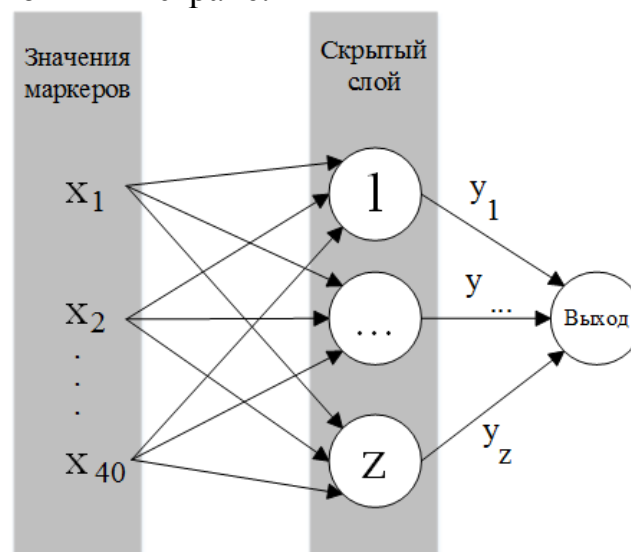 Значения
маркеров
Скрытый
слой
X1
1
y1
X2
...
y...
Выход
.
.
.
X40
Z
yz